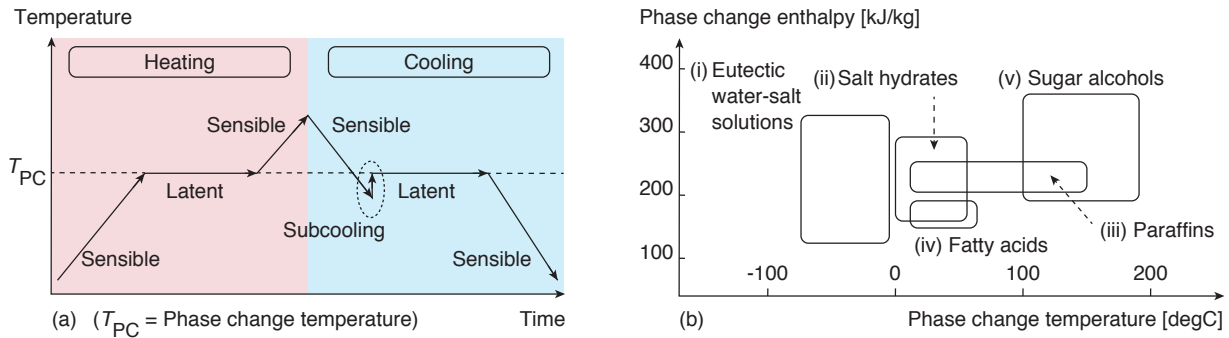 Temperature
Heating
Cooling
Sensible
Sensible
T_PC
Latent
Latent
Subcooling
Sensible
Sensible
(a) (T_PC = Phase change temperature)
Time
Phase change enthalpy [kJ/kg]
400
300
200
100
(i) Eutectic
water-salt
solutions
(ii) Salt hydrates
(v) Sugar alcohols
(iii) Paraffins
(iv) Fatty acids
-100
0
100
200
(b)
Phase change temperature [degC]